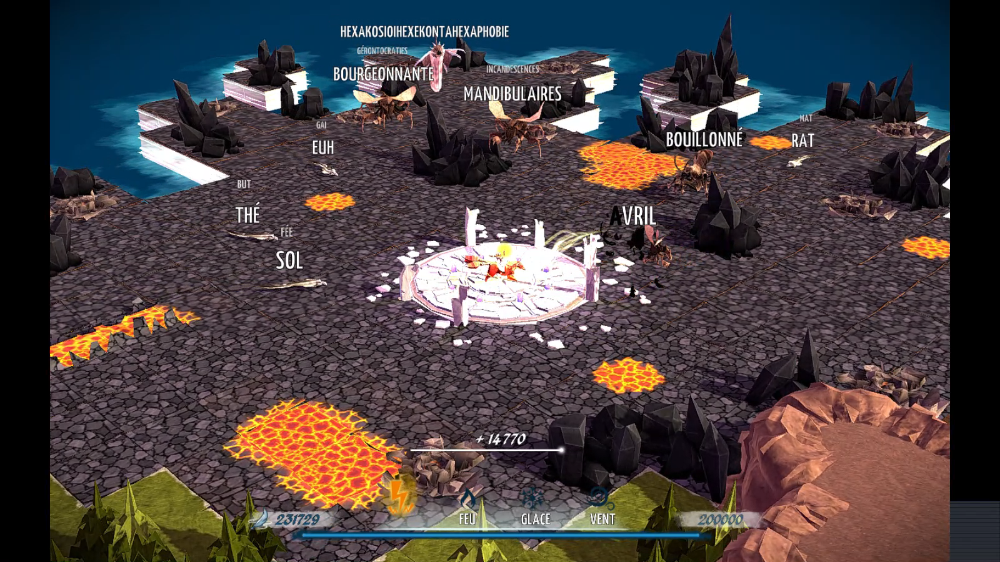 HEXAKOSIOIHEXEKONTAHEXAPHOBIE
GÉRONTOCRATIES
BOURGEONNANTE
INCANDESCENCES
MANDIBULAIRES
GAI
EUH
MAT
RAT
BOUILLONNÉ
BUT
THÉ
AVRIL
FÉE
SOL
+ 14770
FEU
GLACE
VENT
231729
200000